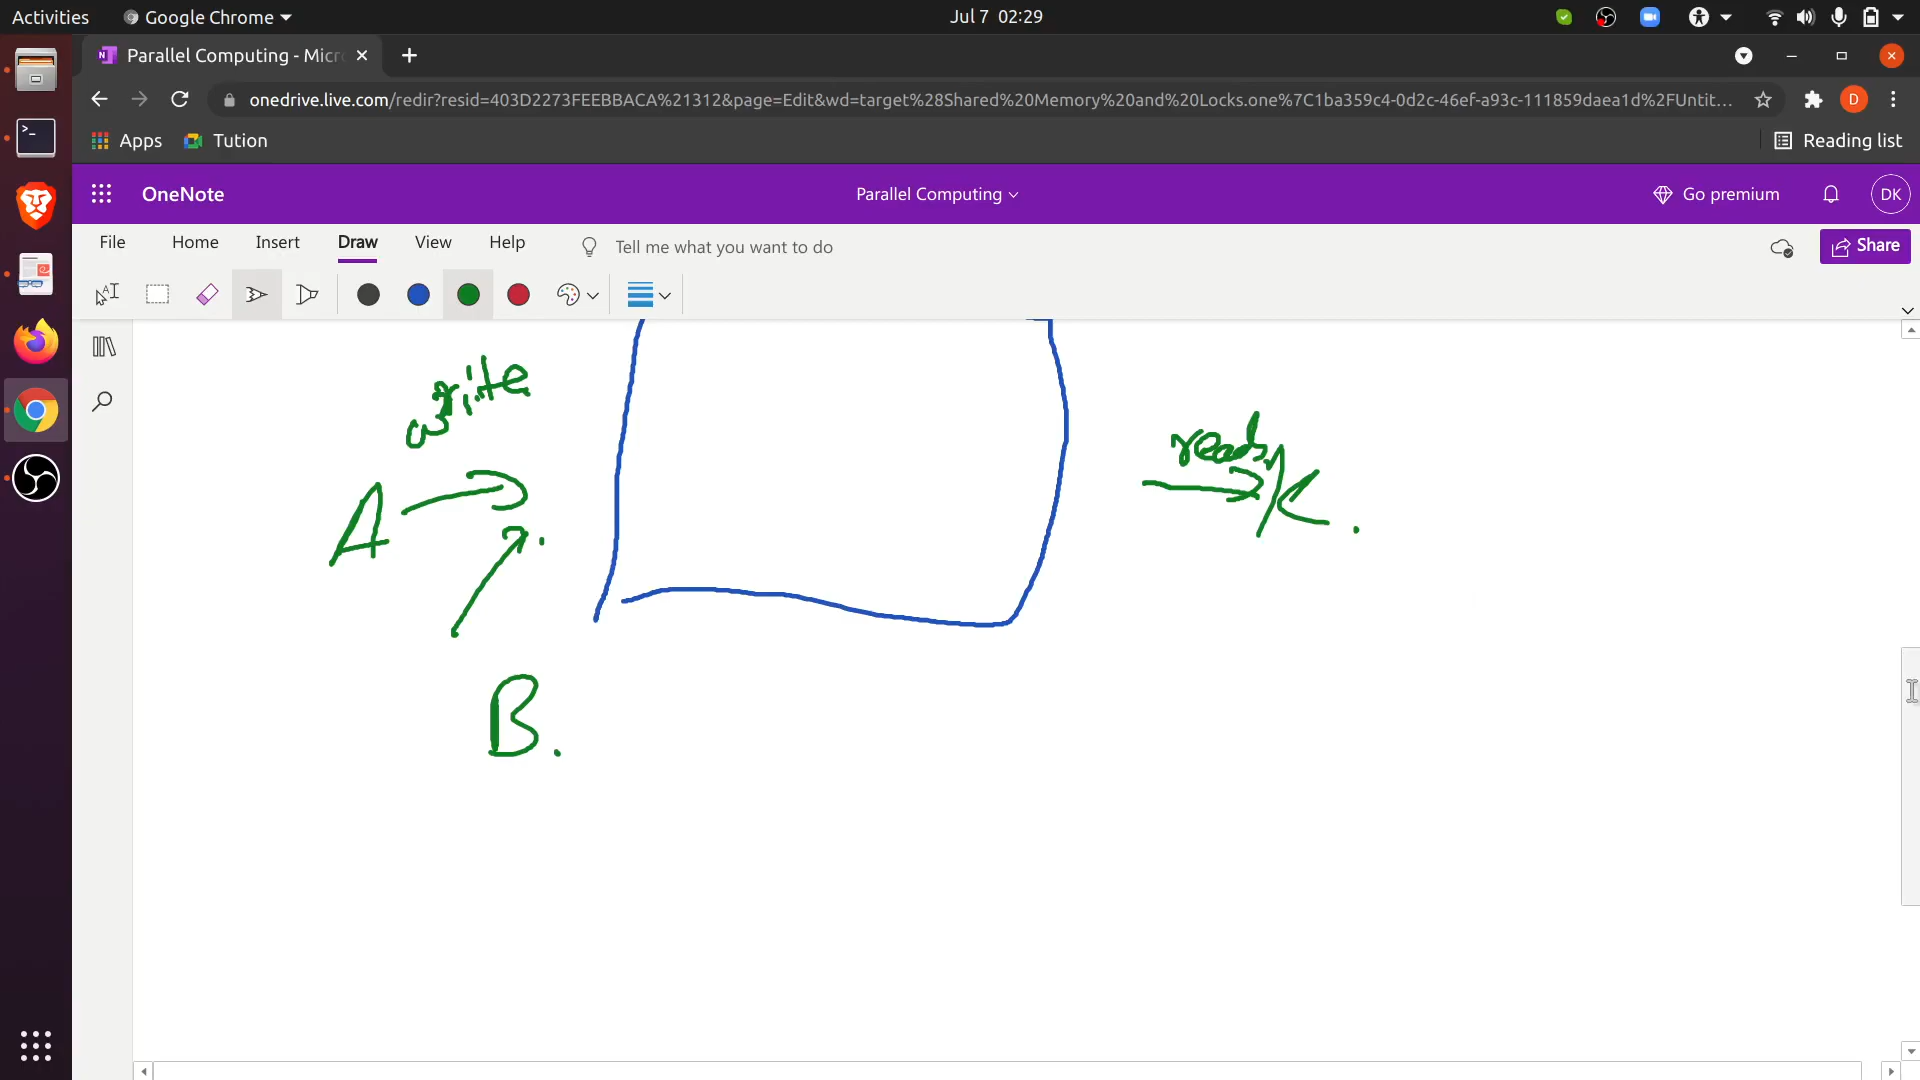 Activities Google Chrome Jul 7 02:29
Parallel Computing - Micr
onedrive.live.com/redir?resid=403D2273FEEBBACA%21312&page=Edit&wd=target%28Shared%20Memory%20and%20Locks.one%7C1ba359c4-0d2c-46ef-a93c-111859daea1d%2FUntit... D
Apps Tution Reading list
OneNote Parallel Computing Go premium DK
File Home Insert Draw View Help Tell me what you want to do Share
write
reads
A
K.
B.